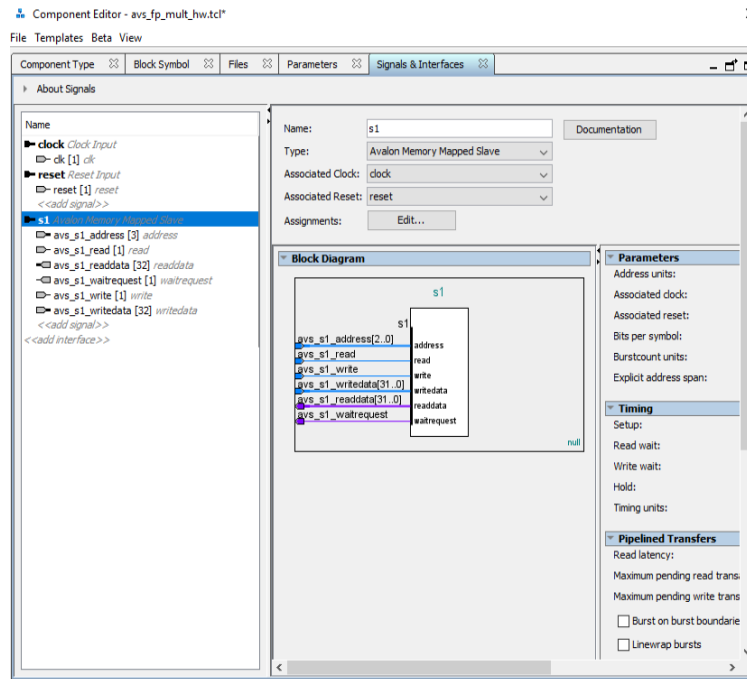 Component Editor - avs_fp_mult_hw.tcl*
File Templates Beta View
Component Type Block Symbol Files Parameters Signals & Interfaces
About Signals
Name
clock Clock Input
clk [1] clk
reset Reset Input
reset [1] reset
<<add signal>>
s1 Avalon Memory Mapped Slave
avs_s1_address [3] address
avs_s1_read [1] read
avs_s1_readdata [32] readdata
avs_s1_waitrequest [1] waitrequest
avs_s1_write [1] write
avs_s1_writedata [32] writedata
<<add signal>>
<<add interface>>
Name: s1 Documentation
Type: Avalon Memory Mapped Slave
Associated Clock: clock
Associated Reset: reset
Assignments: Edit...
Block Diagram
s1
s1
avs_s1_address[2..0] address
avs_s1_read read
avs_s1_write write
avs_s1_writedata[31..0] writedata
avs_s1_readdata[31..0] readdata
avs_s1_waitrequest waitrequest
null
Parameters
Address units:
Associated clock:
Associated reset:
Bits per symbol:
Burstcount units:
Explicit address span:
Timing
Setup:
Read wait:
Write wait:
Hold:
Timing units:
Pipelined Transfers
Read latency:
Maximum pending read trans
Maximum pending write trans
Burst on burst boundarie
Linewrap bursts